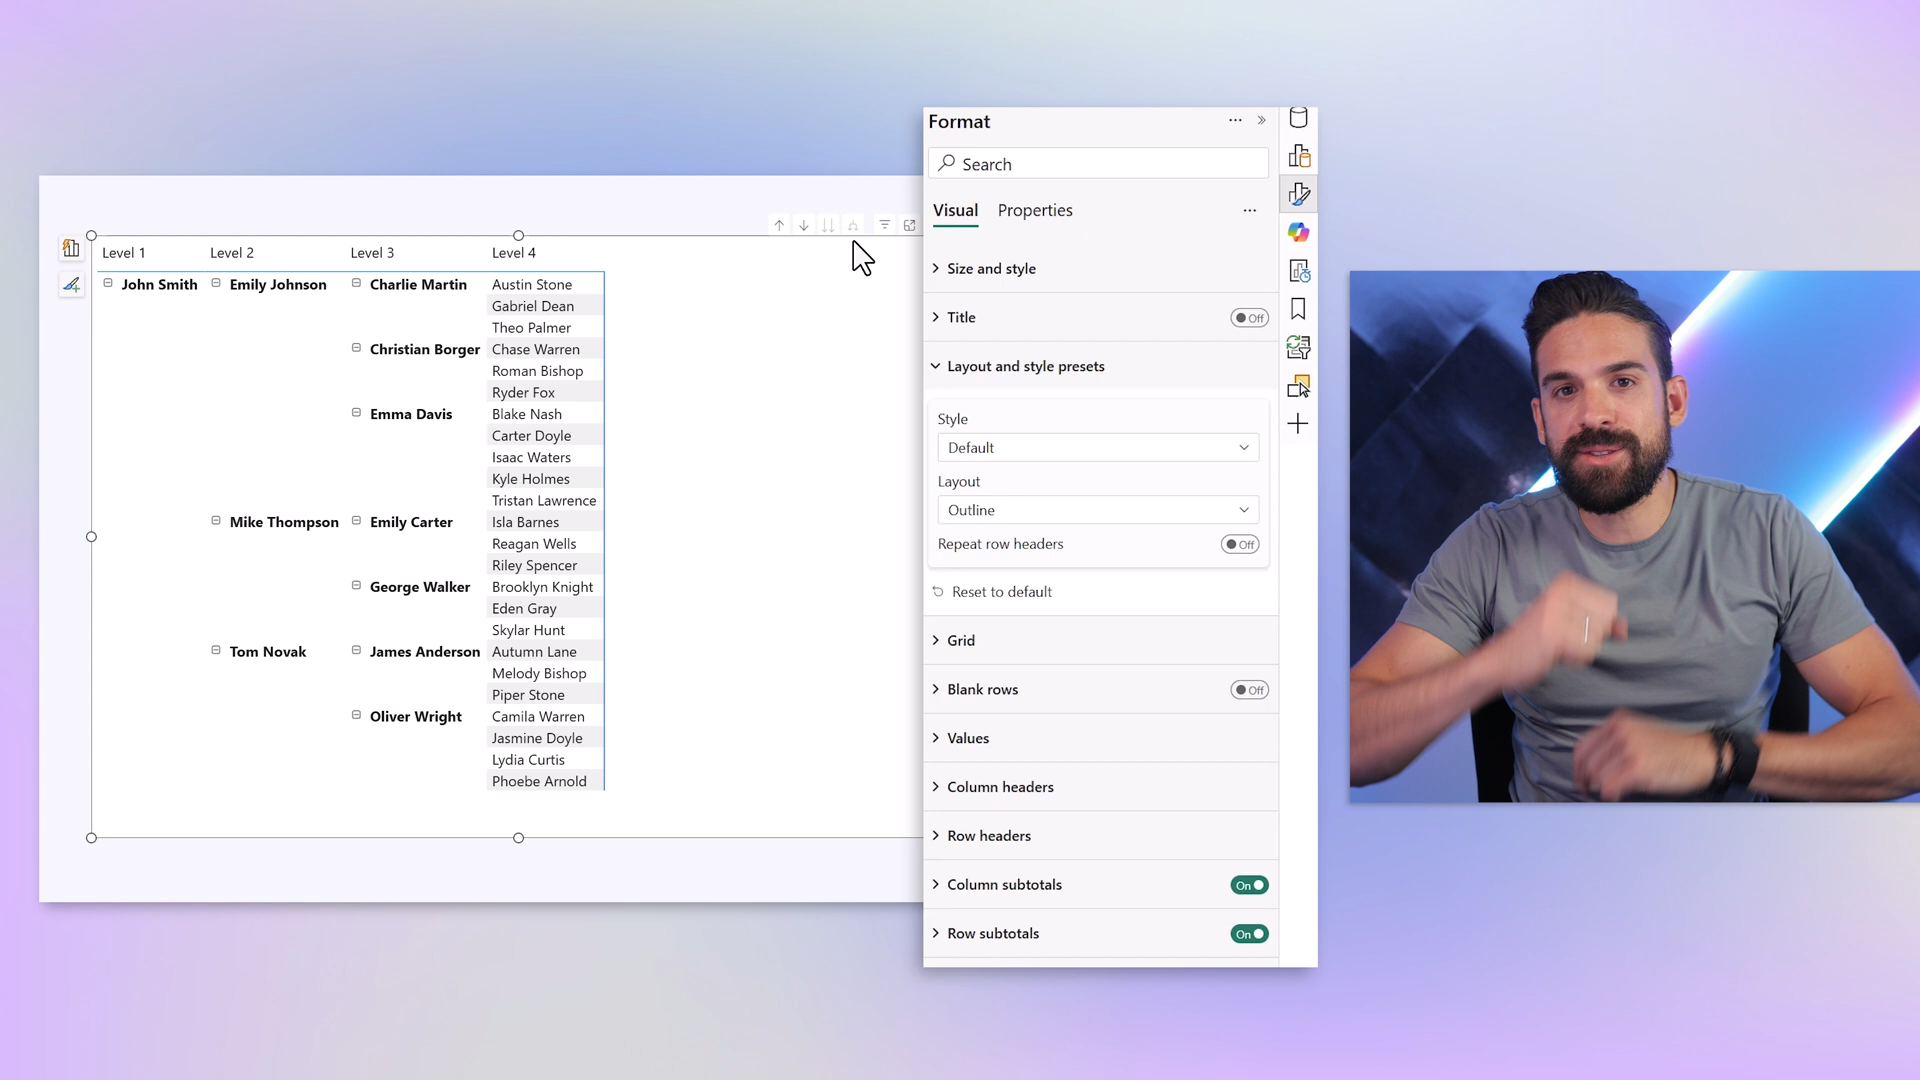 Level 1 Level 2 Level 3 Level 4
John Smith Emily Johnson Charlie Martin Austin Stone
Gabriel Dean
Theo Palmer
Christian Borger Chase Warren
Roman Bishop
Ryder Fox
Emma Davis Blake Nash
Carter Doyle
Isaac Waters
Kyle Holmes
Tristan Lawrence
Mike Thompson Emily Carter Isla Barnes
Reagan Wells
Riley Spencer
George Walker Brooklyn Knight
Eden Gray
Skylar Hunt
Tom Novak James Anderson Autumn Lane
Melody Bishop
Piper Stone
Oliver Wright Camila Warren
Jasmine Doyle
Lydia Curtis
Phoebe Arnold
Format
Search
Visual Properties
Size and style
Title Off
Layout and style presets
Style
Default
Layout
Outline
Repeat row headers Off
Reset to default
Grid
Blank rows Off
Values
Column headers
Row headers
Column subtotals On
Row subtotals On